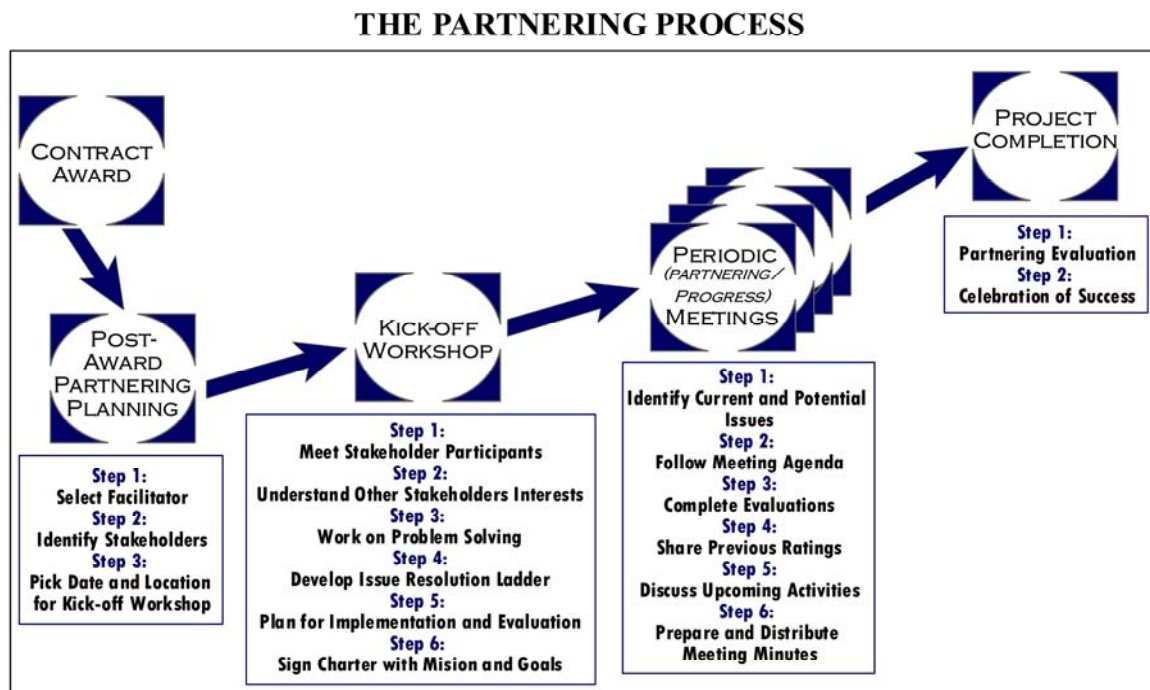 THE PARTNERING PROCESS
CONTRACT
AWARD
POST-
AWARD
PARTNERING
PLANNING
Step 1:
Select Facilitator
Step 2:
Identify Stakeholders
Step 3:
Pick Date and Location
for Kick-off Workshop
KICK-OFF
WORKSHOP
Step 1:
Meet Stakeholder Participants
Step 2:
Understand Other Stakeholders Interests
Step 3:
Work on Problem Solving
Step 4:
Develop Issue Resolution Ladder
Step 5:
Plan for Implementation and Evaluation
Step 6:
Sign Charter with Mision and Goals
PERIODIC
(PARTNERING/
PROGRESS)
MEETINGS
Step 1:
Identify Current and Potential
Issues
Step 2:
Follow Meeting Agenda
Step 3:
Complete Evaluations
Step 4:
Share Previous Ratings
Step 5:
Discuss Upcoming Activities
Step 6:
Prepare and Distribute
Meeting Minutes
PROJECT
COMPLETION
Step 1:
Partnering Evaluation
Step 2:
Celebration of Success